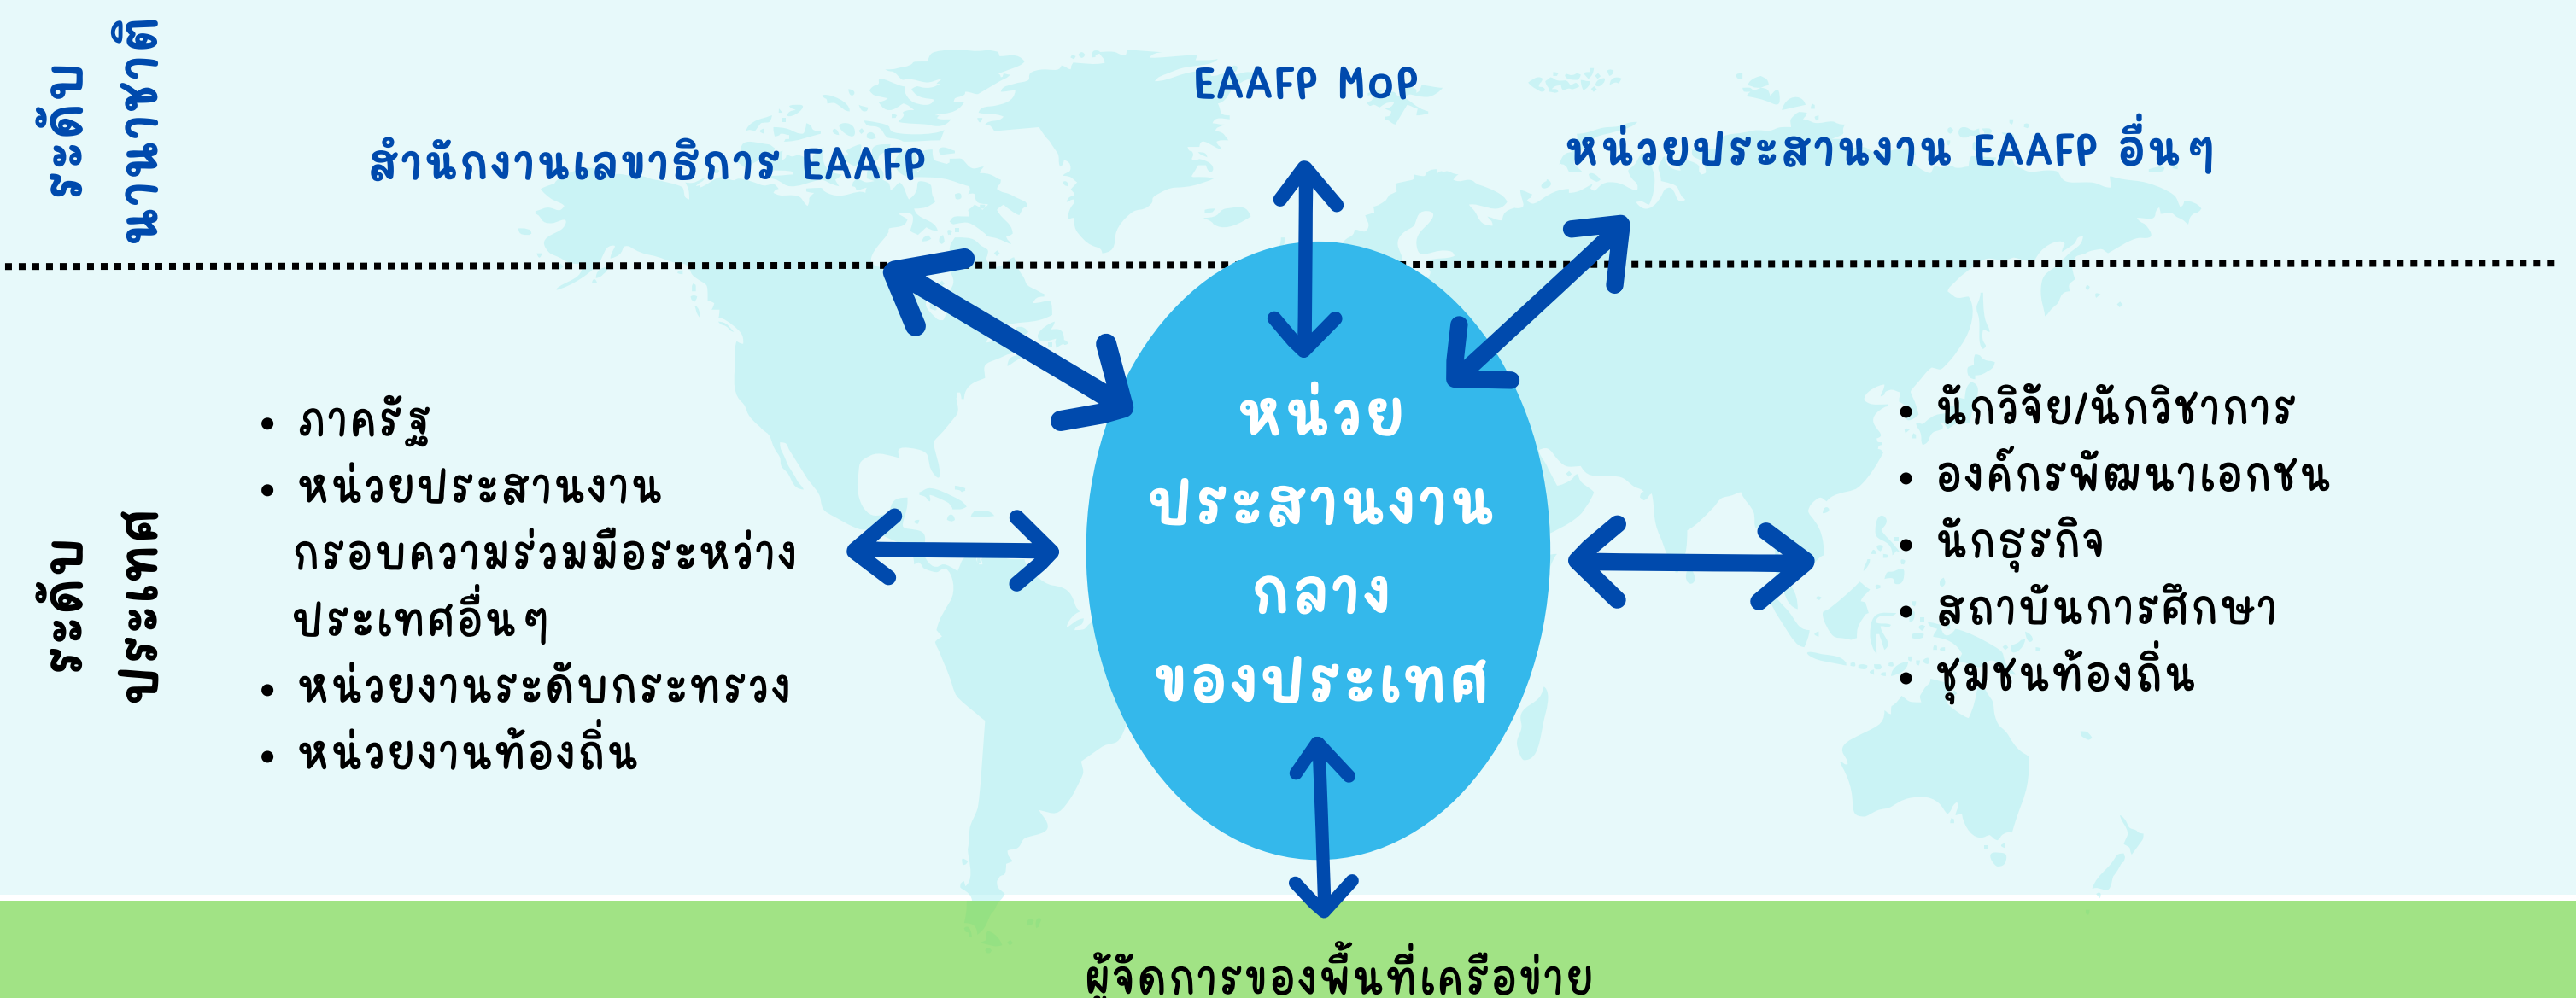 ระดับ
นานาชาติ
EAAFP MoP
สำนักงานเลขาธิการ EAAFP
หน่วยประสานงาน EAAFP อื่นๆ
ระดับ
ประเทศ
• ภาครัฐ
• หน่วยประสานงาน
กรอบความร่วมมือระหว่าง
ประเทศอื่นๆ
• หน่วยงานระดับกระทรวง
• หน่วยงานท้องถิ่น
หน่วย
ประสานงาน
กลาง
ของประเทศ
• นักวิจัย/นักวิชาการ
• องค์กรพัฒนาเอกชน
• นักธุรกิจ
• สถาบันการศึกษา
• ชุมชนท้องถิ่น
ผู้จัดการของพื้นที่เครือข่าย